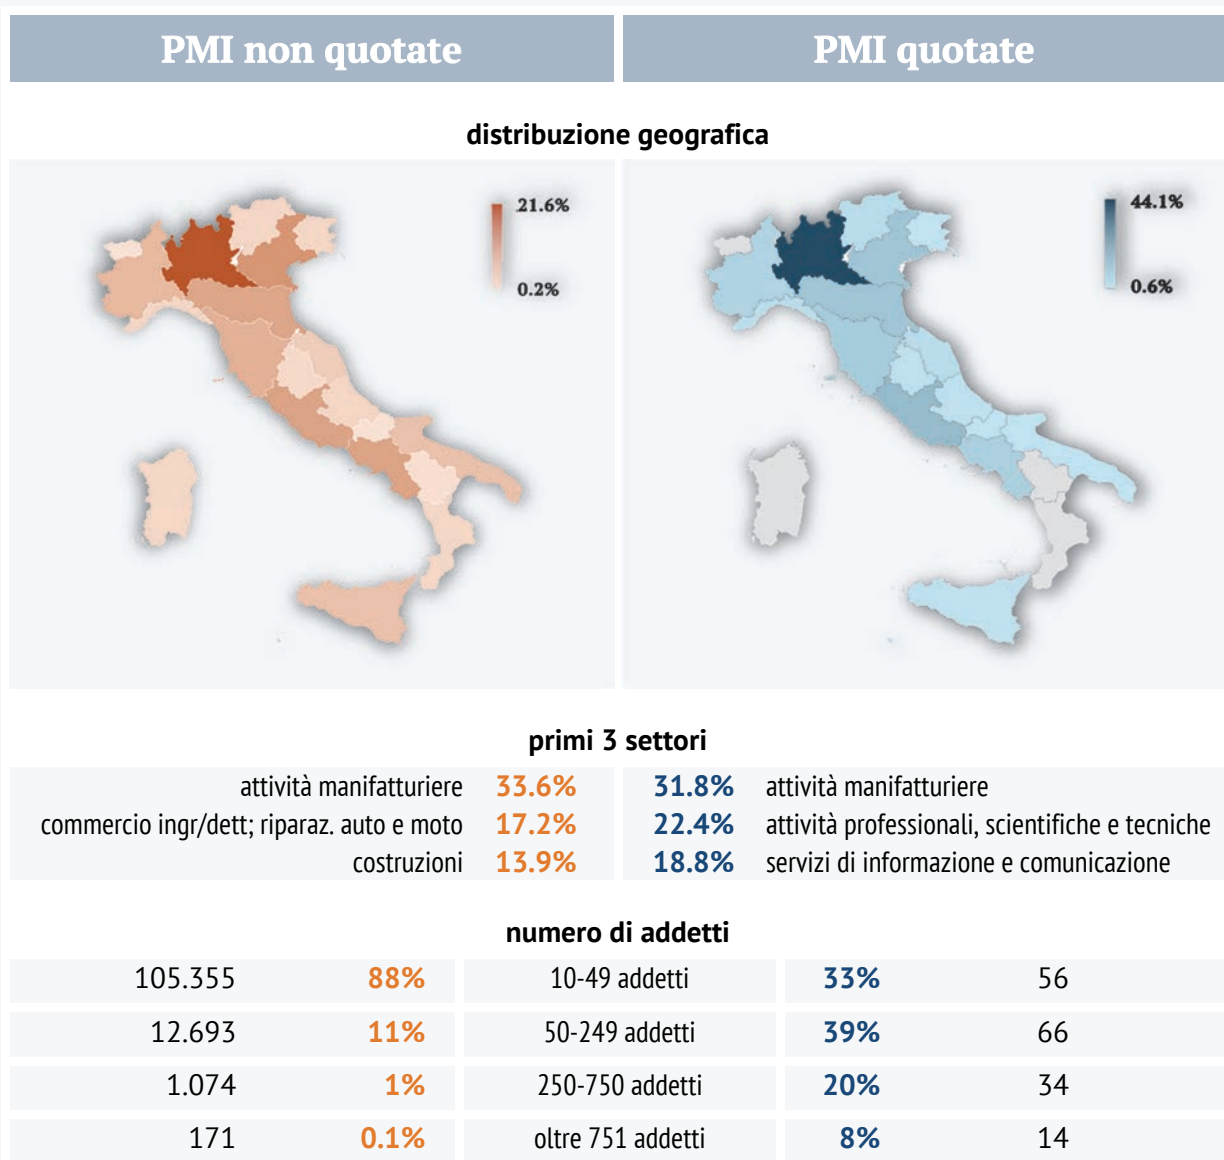 PMI non quotate PMI quotate
distribuzione geografica
21.6% 44.1%
0.2% 0.6%
primi 3 settori
attività manifatturiere 33.6% 31.8% attività manifatturiere
commercio ingr/dett; riparaz. auto e moto 17.2% 22.4% attività professionali, scientifiche e tecniche
costruzioni 13.9% 18.8% servizi di informazione e comunicazione
numero di addetti
105.355 88% 10-49 addetti 33% 56
12.693 11% 50-249 addetti 39% 66
1.074 1% 250-750 addetti 20% 34
171 0.1% oltre 751 addetti 8% 14